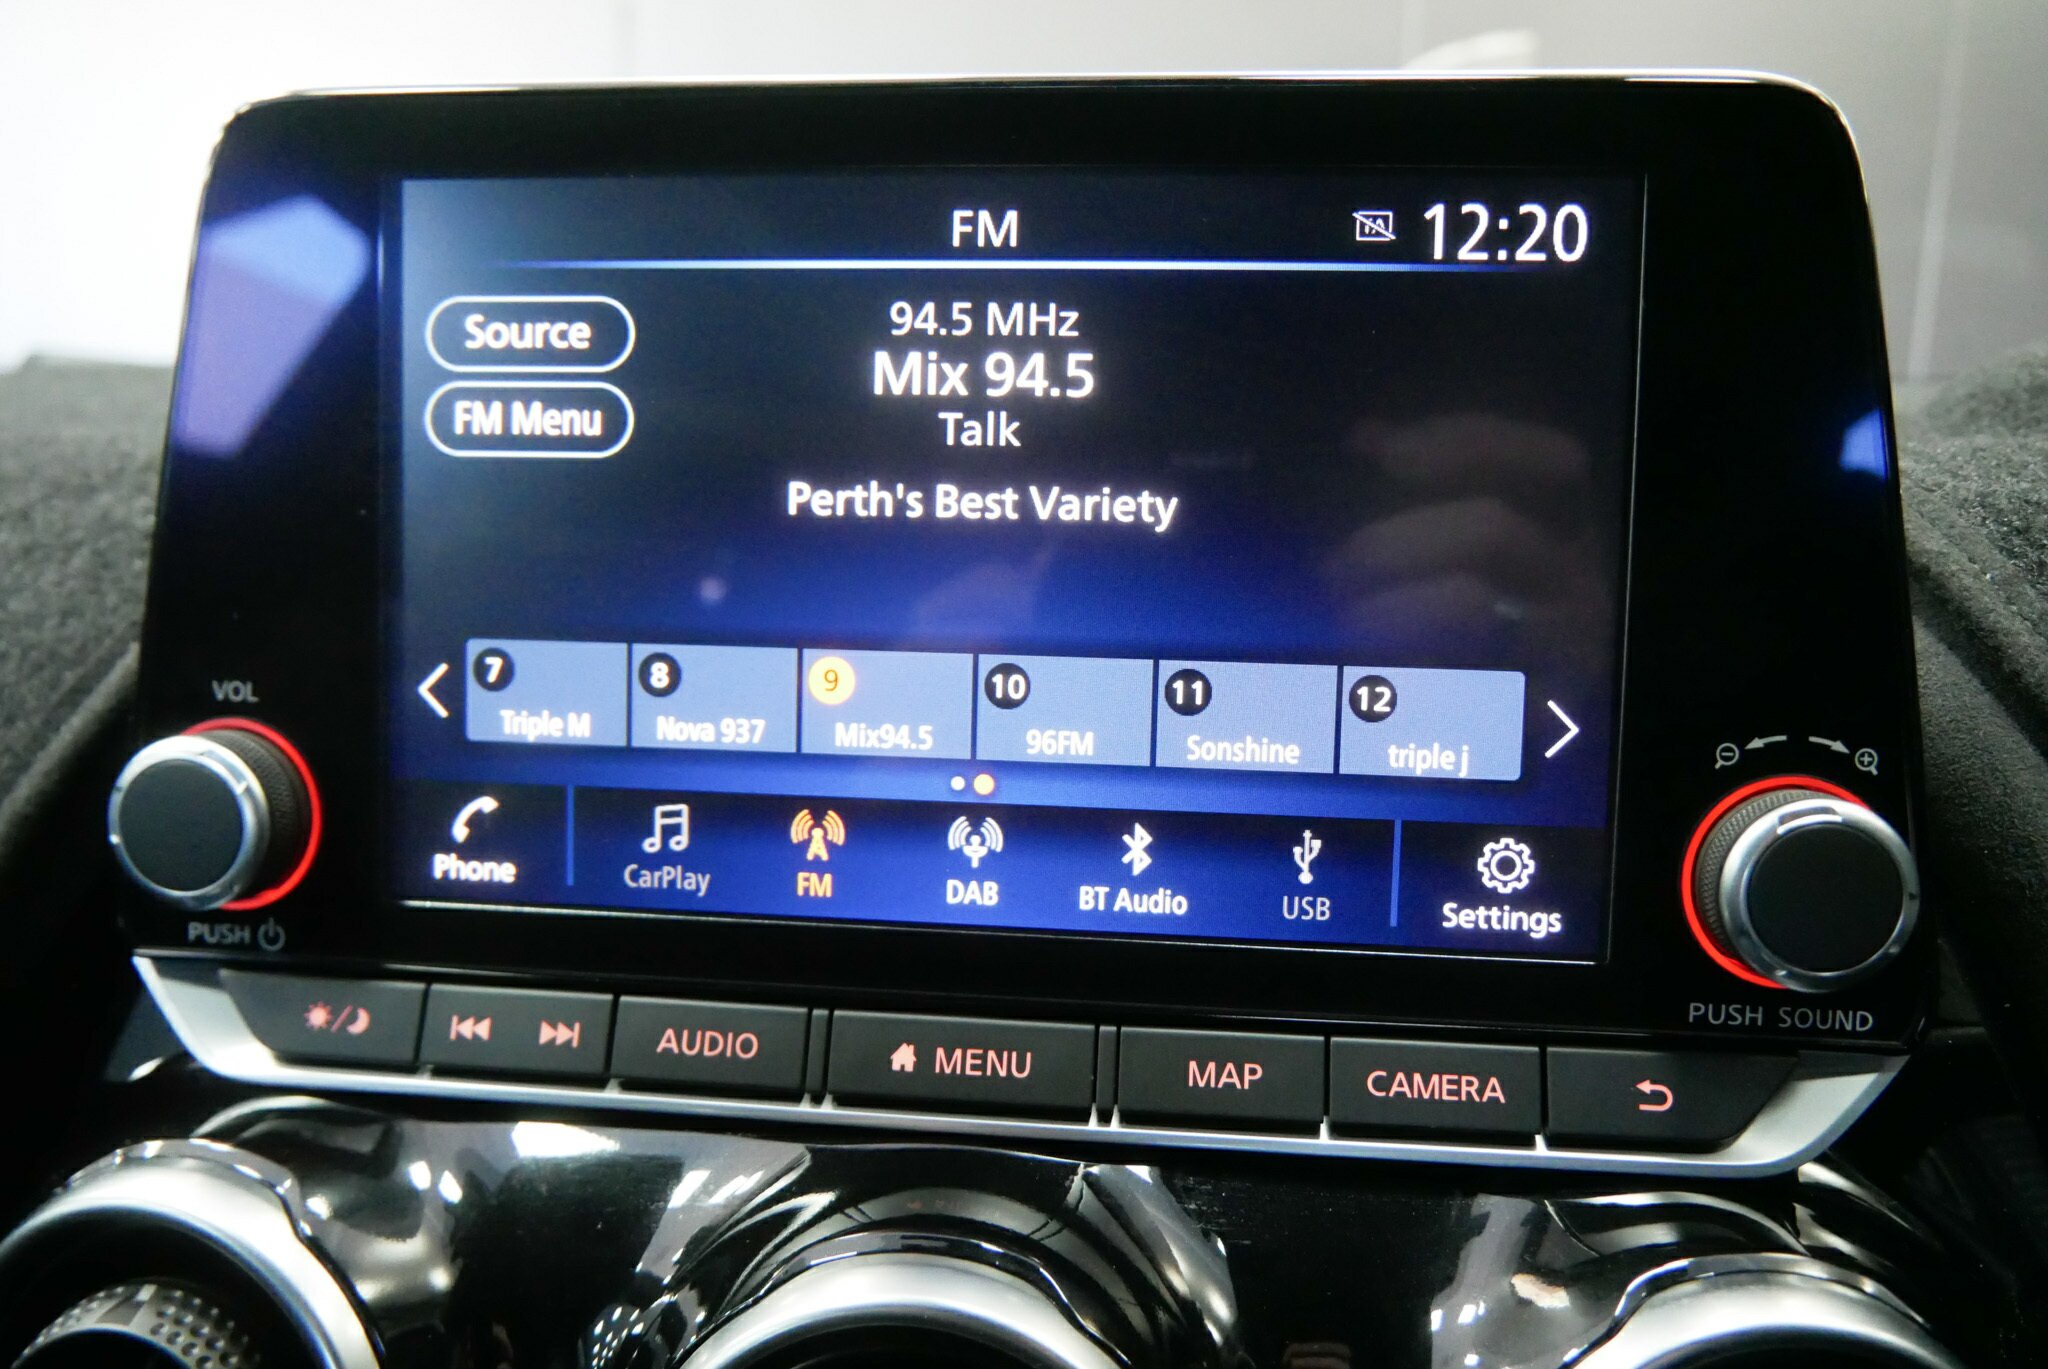 FM
TA 12:20
Source
FM Menu
94.5 MHz
Mix 94.5
Talk
Perth's Best Variety
7 Triple M
8 Nova 937
9 Mix94.5
10 96FM
11 Sonshine
12 triple j
Phone
CarPlay
FM
DAB
BT Audio
USB
Settings
VOL
PUSH
PUSH SOUND
AUDIO
MENU
MAP
CAMERA